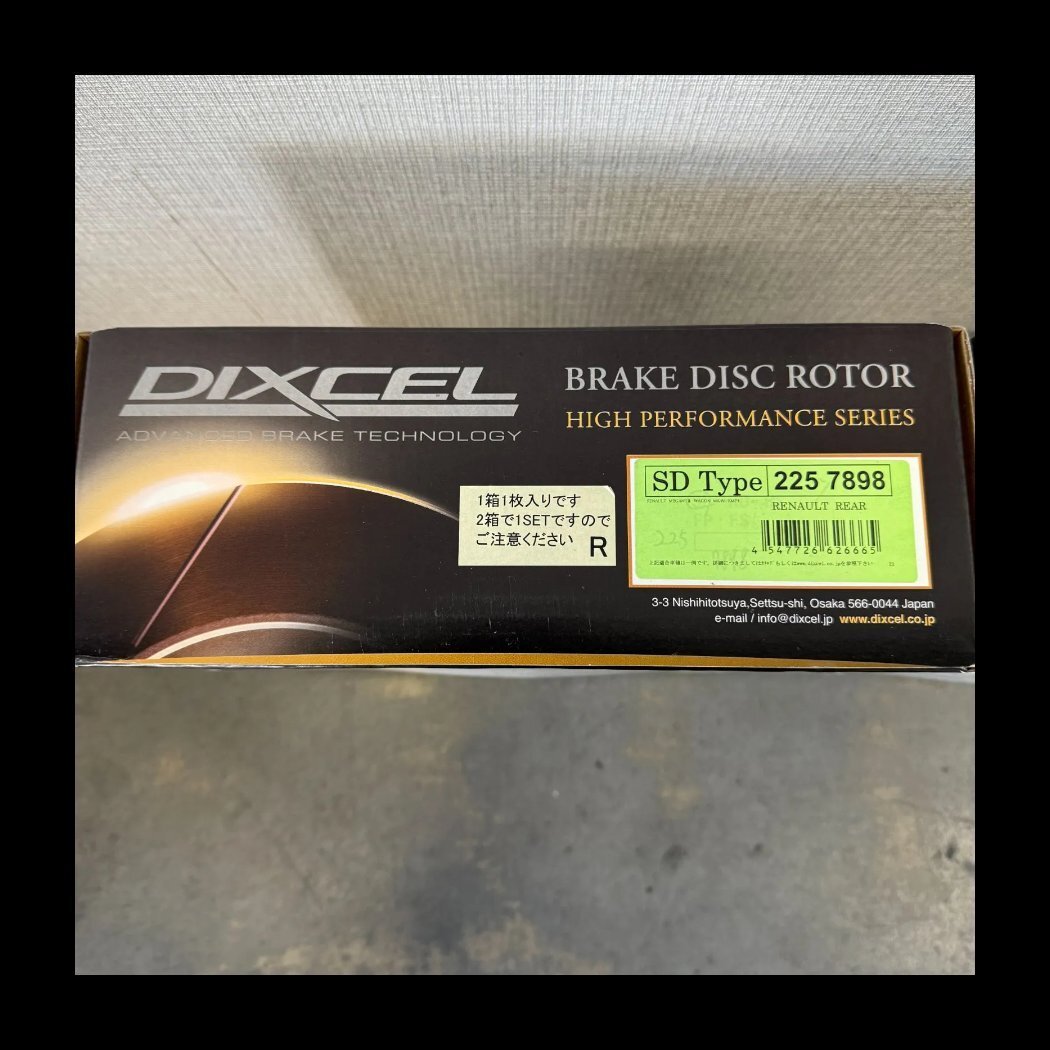 DIXCEL
ADVANCED BRAKE TECHNOLOGY
BRAKE DISC ROTOR
HIGH PERFORMANCE SERIES
1箱1枚入りです
2箱で1SETですので
ご注意ください R
SD Type 225 7898
RENAULT REAR
4 547726 626665
3-3 Nishihitotsuya,Settsu-shi, Osaka 566-0044 Japan
e-mail / info@dixcel.jp www.dixcel.co.jp